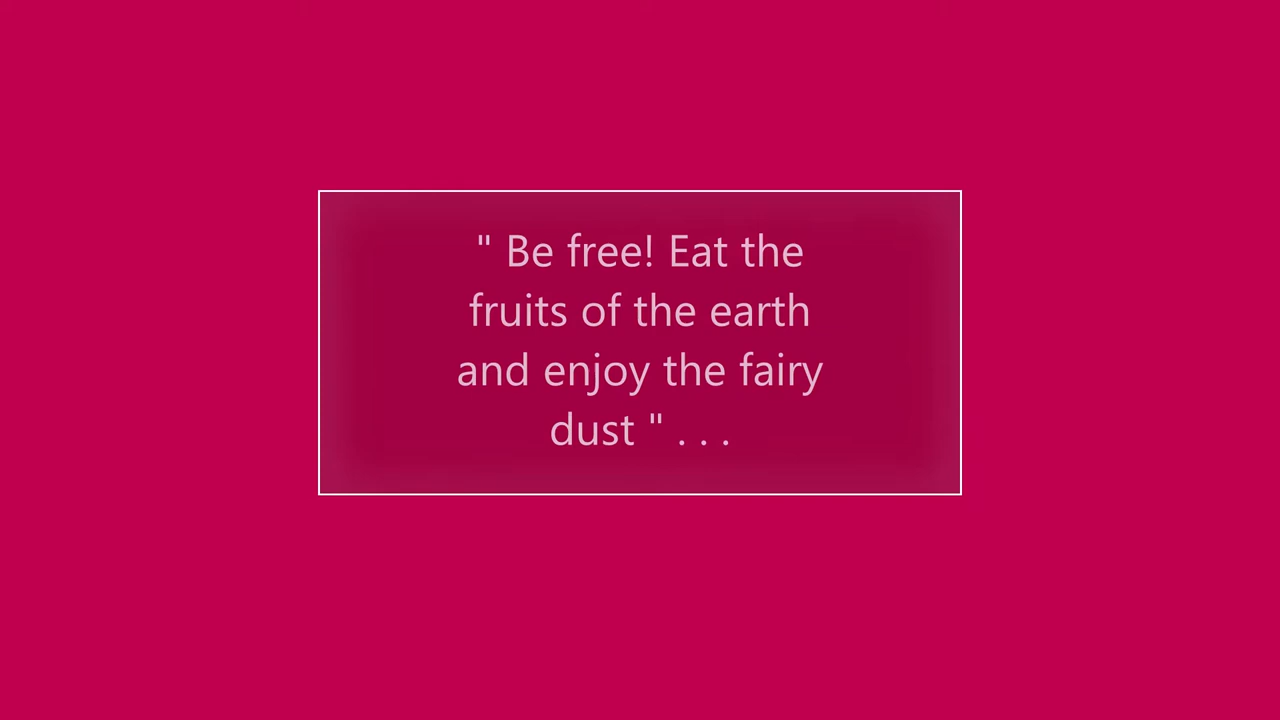 " Be free! Eat the
fruits of the earth
and enjoy the fairy
dust " . . .